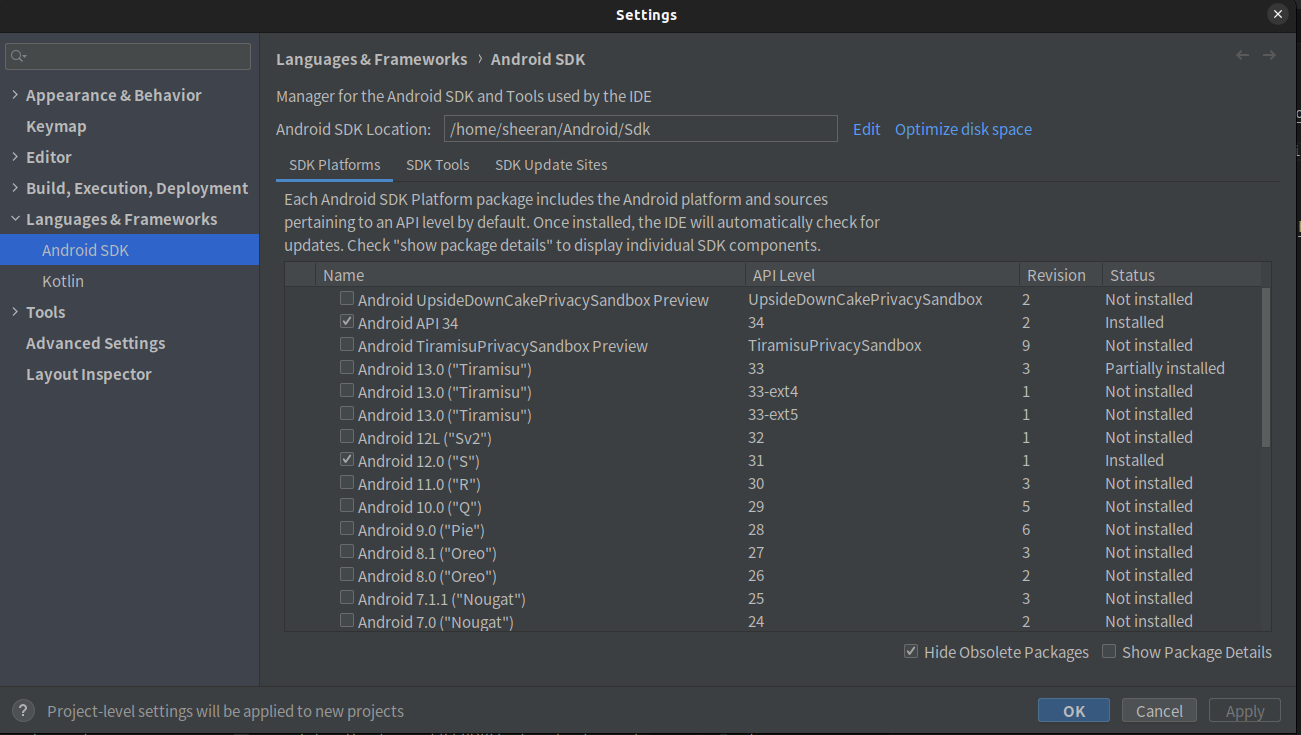 Settings
Appearance & Behavior
Keymap
Editor
Build, Execution, Deployment
Languages & Frameworks
Android SDK
Kotlin
Tools
Advanced Settings
Layout Inspector
Languages & Frameworks › Android SDK
Manager for the Android SDK and Tools used by the IDE
Android SDK Location: /home/sheeran/Android/Sdk Edit Optimize disk space
SDK Platforms SDK Tools SDK Update Sites
Each Android SDK Platform package includes the Android platform and sources
pertaining to an API level by default. Once installed, the IDE will automatically check for
updates. Check "show package details" to display individual SDK components.
Name API Level Revision Status
Android UpsideDownCakePrivacySandbox Preview UpsideDownCakePrivacySandbox 2 Not installed
Android API 34 34 2 Installed
Android TiramisuPrivacySandbox Preview TiramisuPrivacySandbox 9 Not installed
Android 13.0 ("Tiramisu") 33 3 Partially installed
Android 13.0 ("Tiramisu") 33-ext4 1 Not installed
Android 13.0 ("Tiramisu") 33-ext5 1 Not installed
Android 12L ("Sv2") 32 1 Not installed
Android 12.0 ("S") 31 1 Installed
Android 11.0 ("R") 30 3 Not installed
Android 10.0 ("Q") 29 5 Not installed
Android 9.0 ("Pie") 28 6 Not installed
Android 8.1 ("Oreo") 27 3 Not installed
Android 8.0 ("Oreo") 26 2 Not installed
Android 7.1.1 ("Nougat") 25 3 Not installed
Android 7.0 ("Nougat") 24 2 Not installed
Hide Obsolete Packages Show Package Details
? Project-level settings will be applied to new projects
OK Cancel Apply